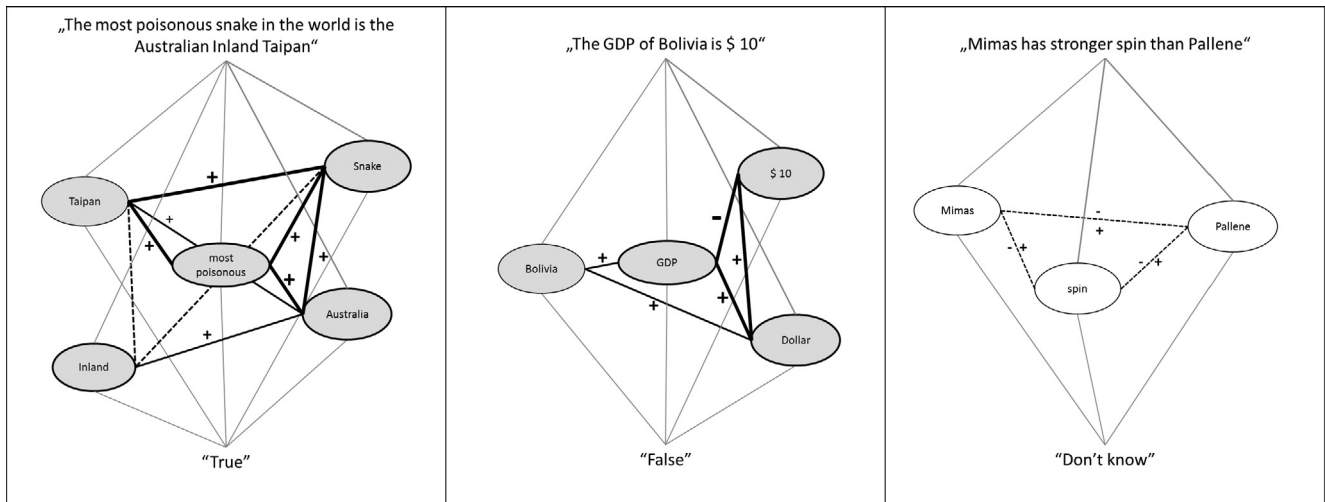 „The most poisonous snake in the world is the
Australian Inland Taipan“
Snake
+
Taipan
+
+
+
+
most
poisonous
+
Australia
+
Inland
“True”
„The GDP of Bolivia is $ 10“
$ 10
-
+
GDP
+
Bolivia
+
+
Dollar
“False”
„Mimas has stronger spin than Pallene“
Mimas
-
+
Pallene
- +
- +
spin
“Don’t know”